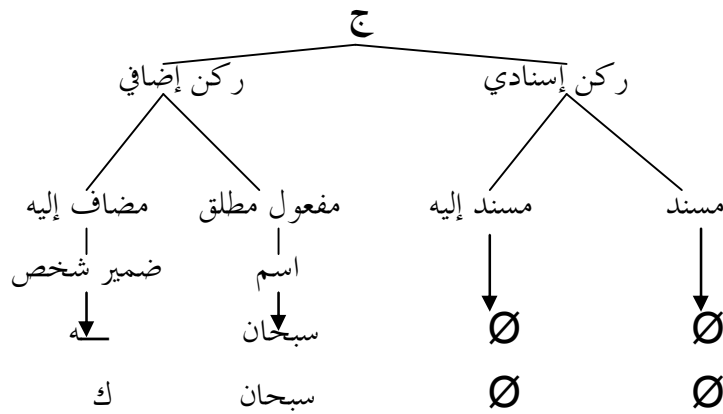 ج
ركن إسنادي ركن إضافي
مسند مسند إليه مفعول مطلق مضاف إليه
اسم ضمير شخص
Ø Ø سبحان ـه
Ø Ø سبحان ك